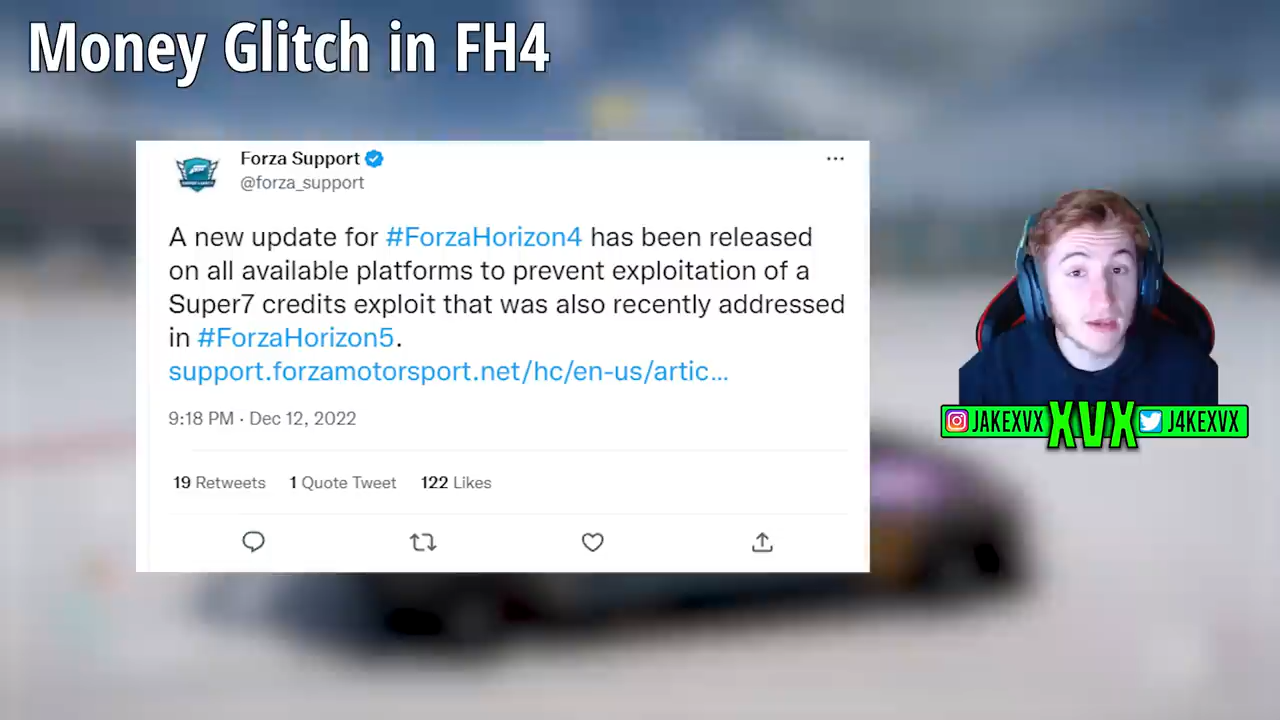 Money Glitch in FH4
Forza Support
@forza_support
A new update for #ForzaHorizon4 has been released
on all available platforms to prevent exploitation of a
Super7 credits exploit that was also recently addressed
in #ForzaHorizon5.
support.forzamotorsport.net/hc/en-us/artic...
9:18 PM · Dec 12, 2022
19 Retweets 1 Quote Tweet 122 Likes
JAKEXVX XVX J4KEXVX